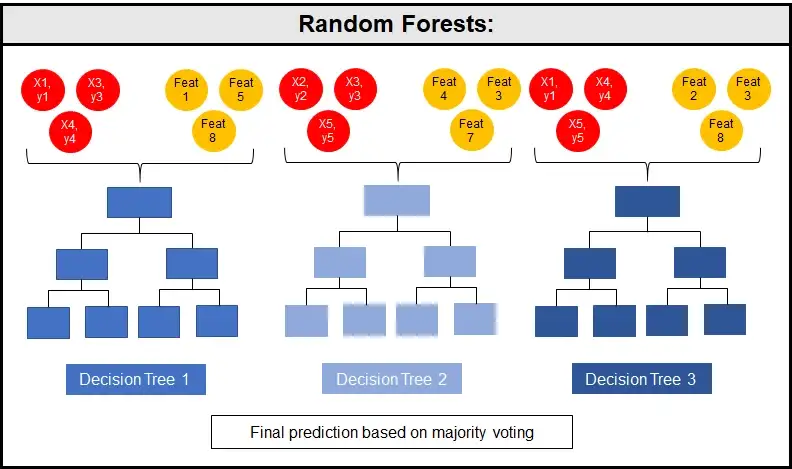 Random Forests:
X1,
y1
X3,
y3
X4,
y4
Feat
1
Feat
5
Feat
8
X2,
y2
X3,
y3
X5,
y5
Feat
4
Feat
3
Feat
7
X1,
y1
X4,
y4
X5,
y5
Feat
2
Feat
3
Feat
8
Decision Tree 1
Decision Tree 2
Decision Tree 3
Final prediction based on majority voting